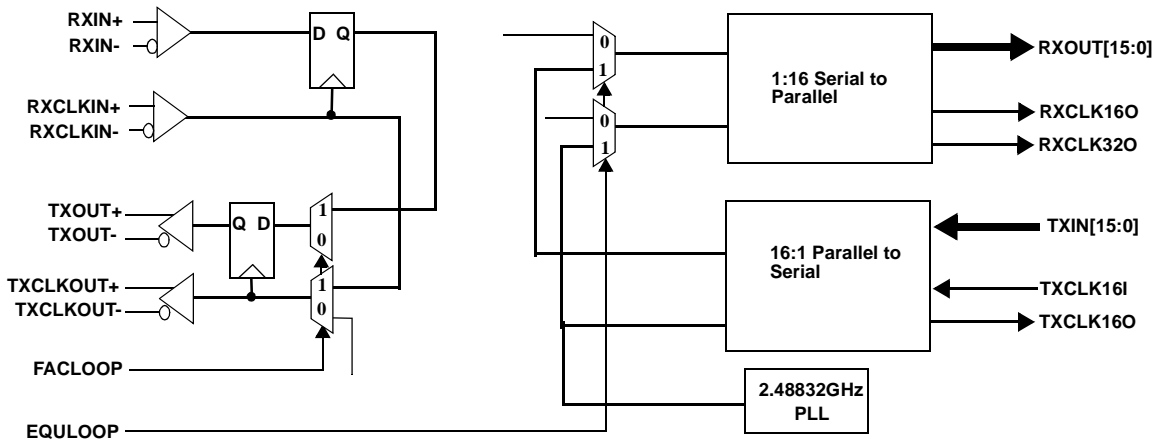 RXIN+
RXIN-
D Q
RXCLKIN+
RXCLKIN-
TXOUT+
TXOUT-
Q D
1
0
TXCLKOUT+
TXCLKOUT-
1
0
FACLOOP
EQULOOP
0
1
0
1
1:16 Serial to
Parallel
RXOUT[15:0]
RXCLK16O
RXCLK32O
16:1 Parallel to
Serial
TXIN[15:0]
TXCLK16I
TXCLK16O
2.48832GHz
PLL